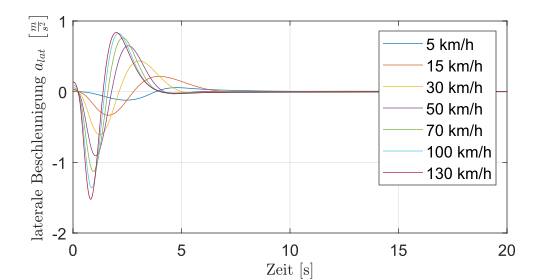 laterale Beschleunigung a_lat [m/s²]
1
0
-1
-2
0 5 10 15 20
Zeit [s]
5 km/h
15 km/h
30 km/h
50 km/h
70 km/h
100 km/h
130 km/h